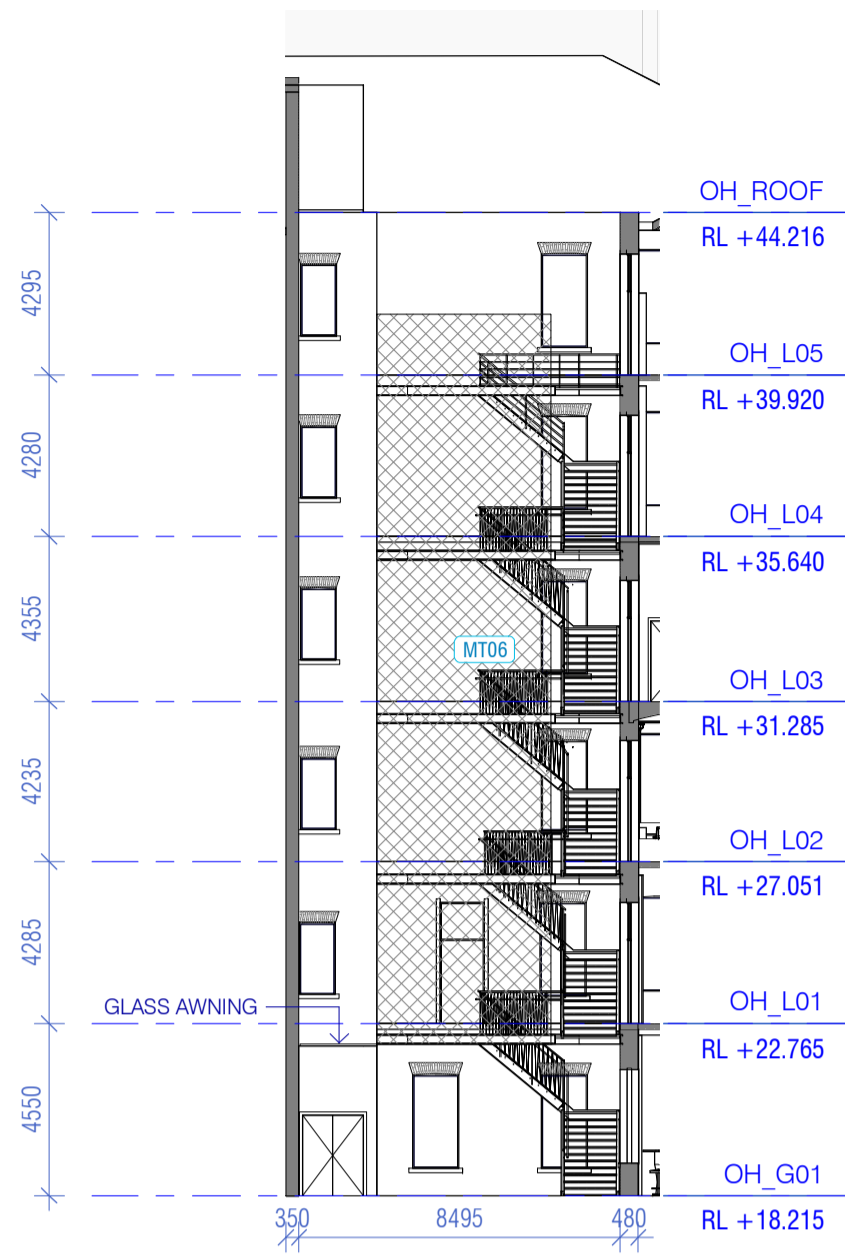 OH_ROOF
RL +44.216
4295
OH_L05
RL +39.920
4280
OH_L04
RL +35.640
4355
MT06
OH_L03
RL +31.285
4235
OH_L02
RL +27.051
4285
GLASS AWNING
OH_L01
RL +22.765
4550
OH_G01
RL +18.215
350 8495 480